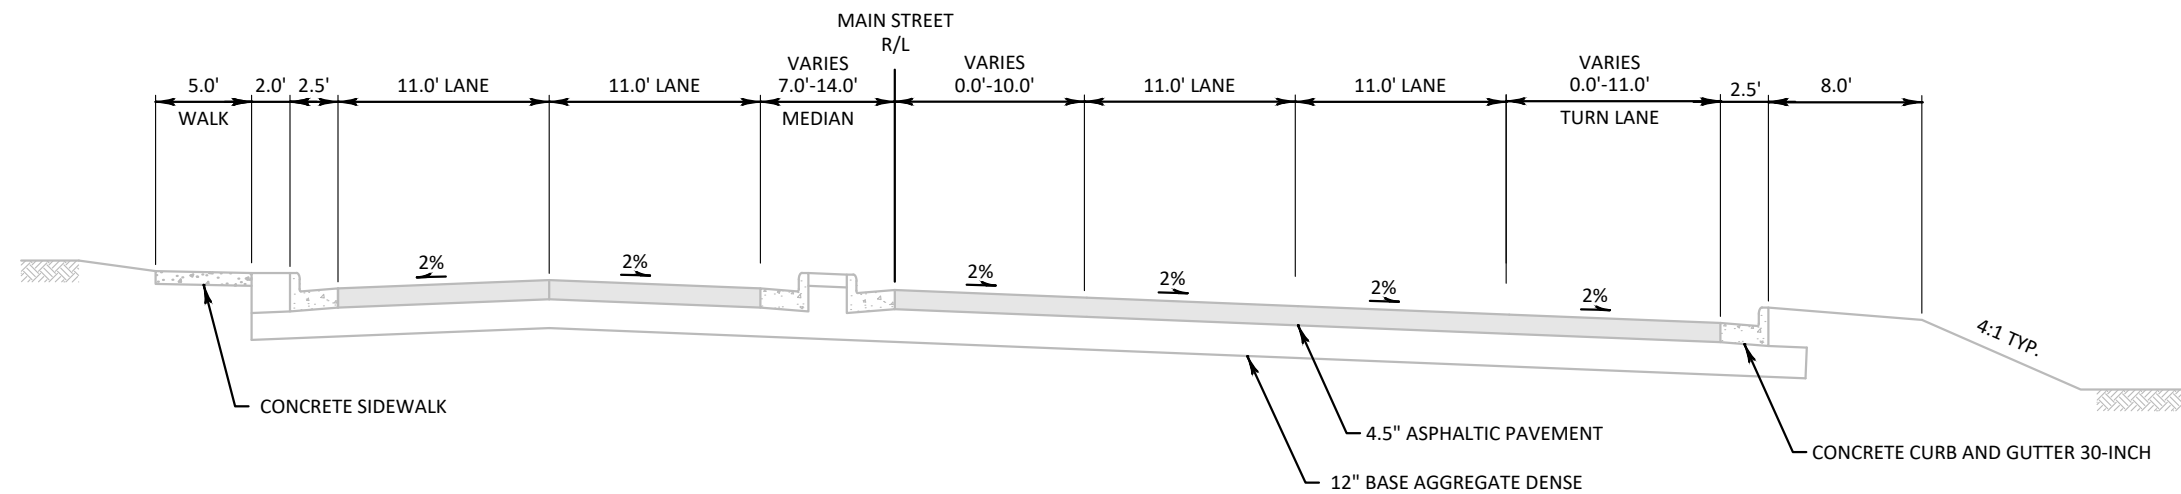 MAIN STREET
R/L
5.0'
WALK
2.0'
2.5'
11.0' LANE
11.0' LANE
VARIES
7.0'-14.0'
MEDIAN
VARIES
0.0'-10.0'
11.0' LANE
11.0' LANE
VARIES
0.0'-11.0'
TURN LANE
2.5'
8.0'
2%
2%
2%
2%
2%
2%
4:1 TYP.
CONCRETE SIDEWALK
4.5" ASPHALTIC PAVEMENT
CONCRETE CURB AND GUTTER 30-INCH
12" BASE AGGREGATE DENSE